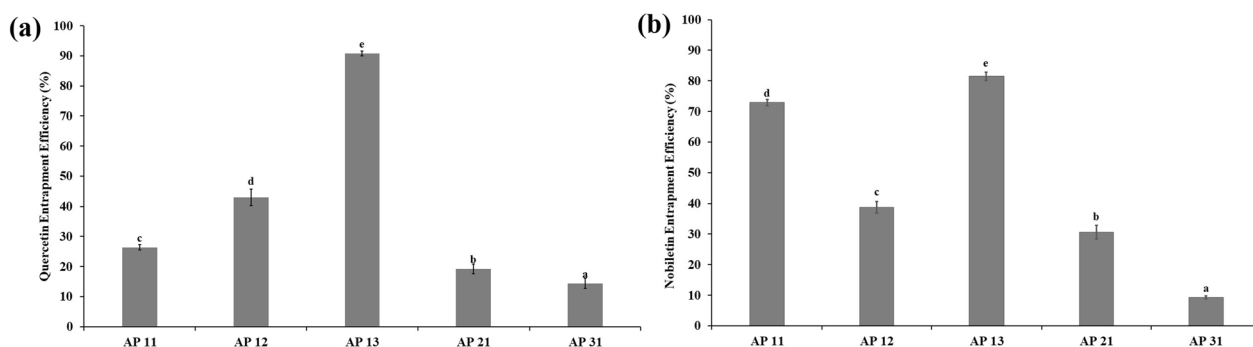 (a)
Quercetin Entrapment Efficiency (%)
100
90
80
70
60
50
40
30
20
10
0
c
d
e
b
a
AP 11 AP 12 AP 13 AP 21 AP 31
(b)
Nobiletin Entrapment Efficiency (%)
100
90
80
70
60
50
40
30
20
10
0
d
c
e
b
a
AP 11 AP 12 AP 13 AP 21 AP 31